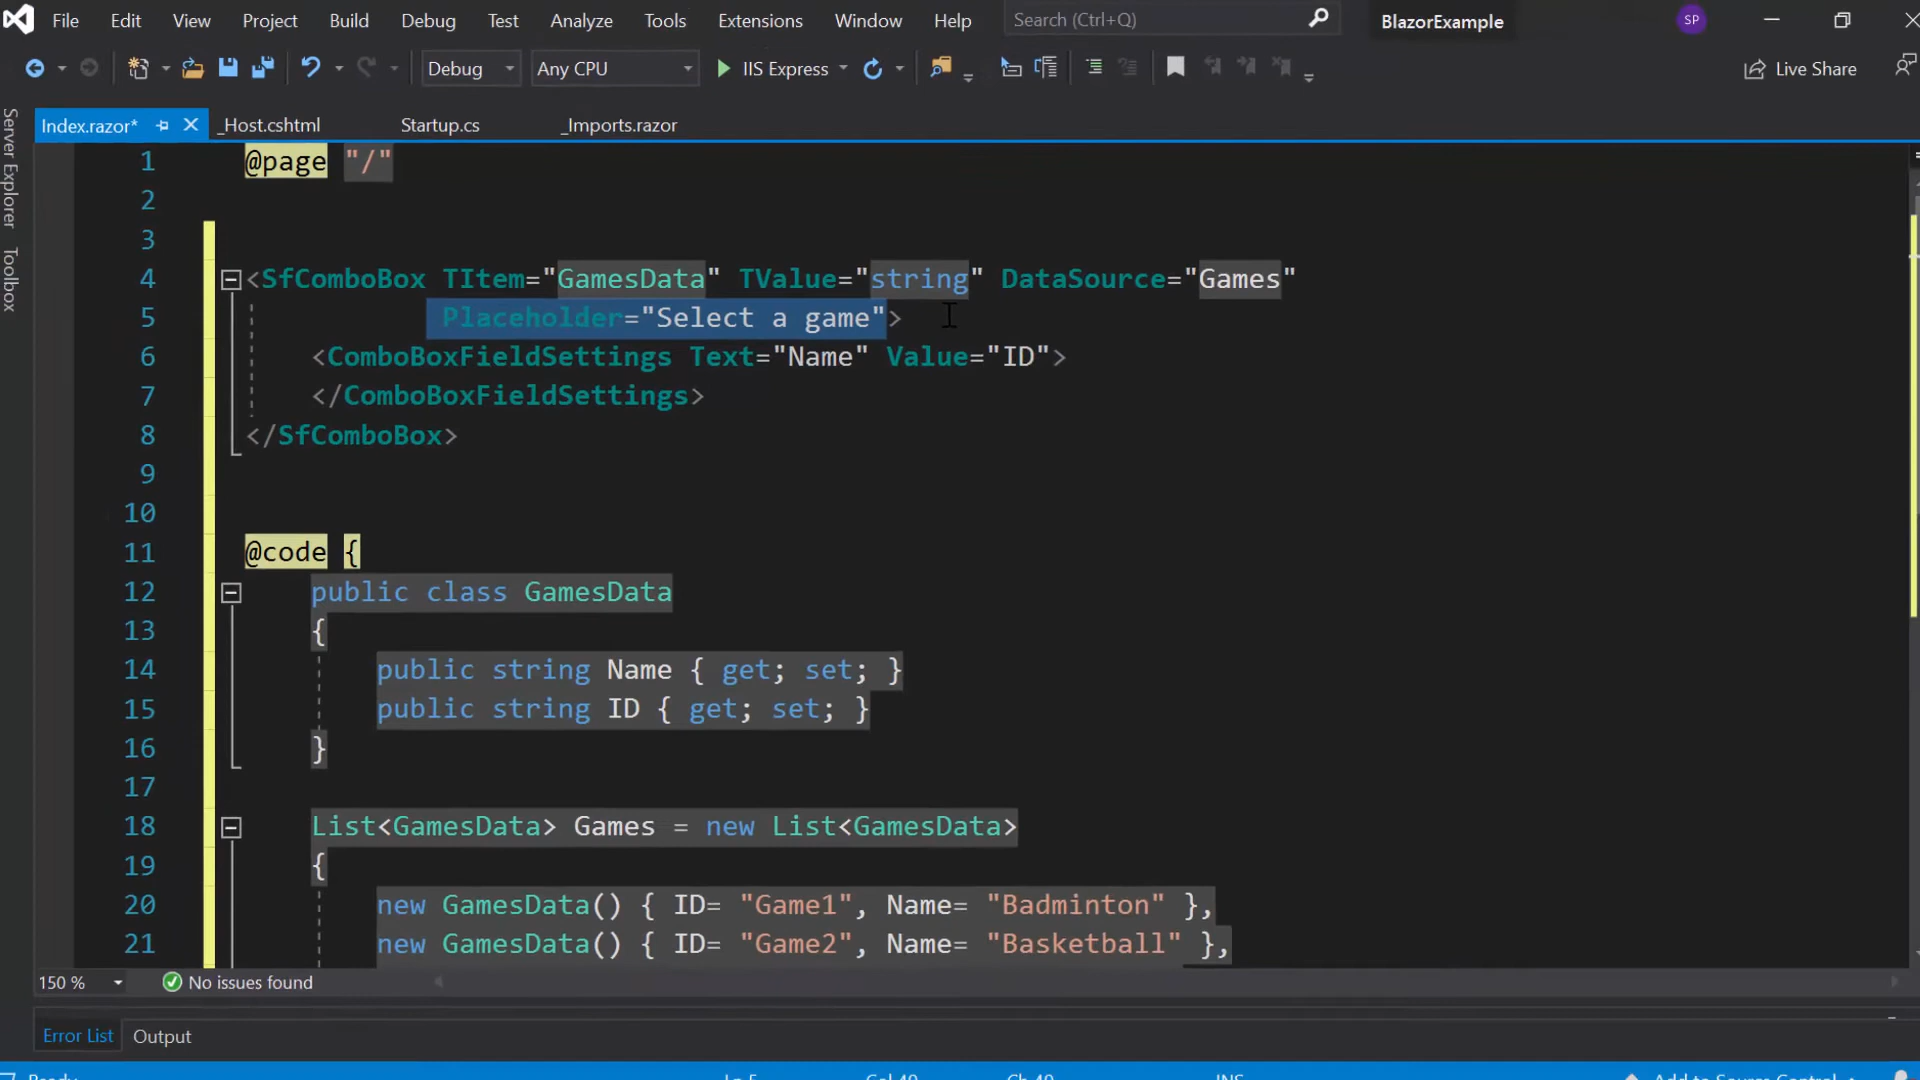 File Edit View Project Build Debug Test Analyze Tools Extensions Window Help Search (Ctrl+Q) BlazorExample SP
Debug Any CPU IIS Express Live Share
Server Explorer
Toolbox
Index.razor* _Host.cshtml Startup.cs _Imports.razor
1 @page "/"
2
3
4 <SfComboBox TItem="GamesData" TValue="string" DataSource="Games"
5 Placeholder="Select a game">
6 <ComboBoxFieldSettings Text="Name" Value="ID">
7 </ComboBoxFieldSettings>
8 </SfComboBox>
9
10
11 @code {
12 public class GamesData
13 {
14 public string Name { get; set; }
15 public string ID { get; set; }
16 }
17
18 List<GamesData> Games = new List<GamesData>
19 {
20 new GamesData() { ID= "Game1", Name= "Badminton" },
21 new GamesData() { ID= "Game2", Name= "Basketball" },
150 % No issues found
Error List Output